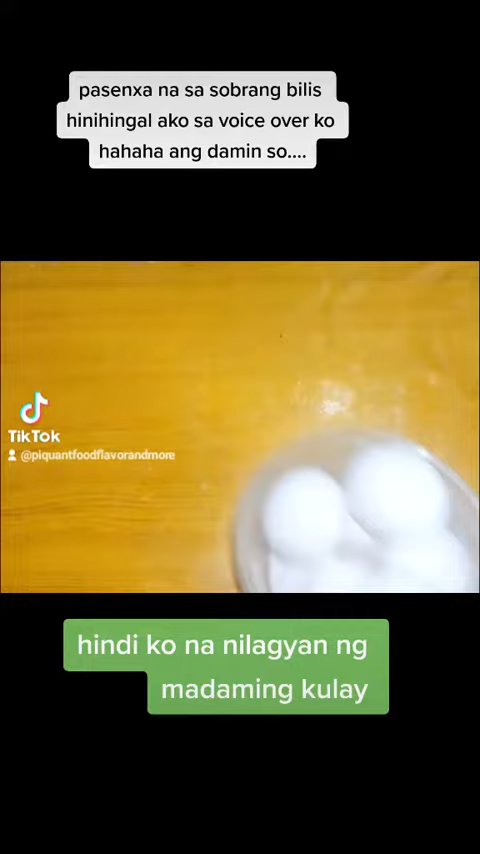 pasenxa na sa sobrang bilis
hinihingal ako sa voice over ko
hahaha ang damin so....
TikTok
@piquantfoodflavorandmore
hindi ko na nilagyan ng
madaming kulay